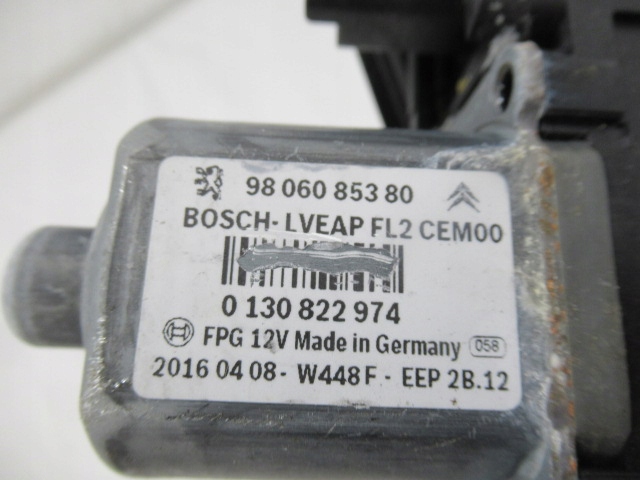 98 060 853 80
BOSCH- LVEAP FL2 CEM00
0 130 822 974
FPG 12V Made in Germany 058
2016 04 08 - W448F - EEP 2B.12